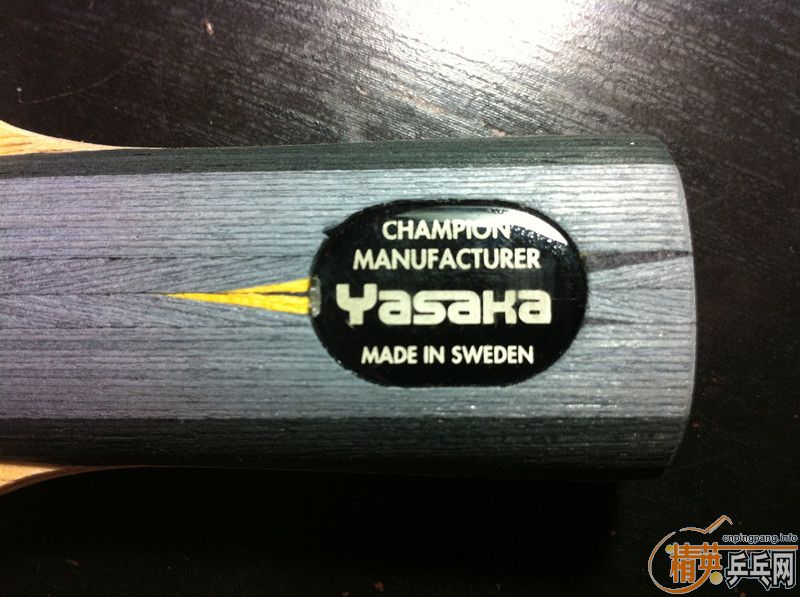 CHAMPION
MANUFACTURER
Yasaka
MADE IN SWEDEN
cnpingpang.info
精英乒乓网